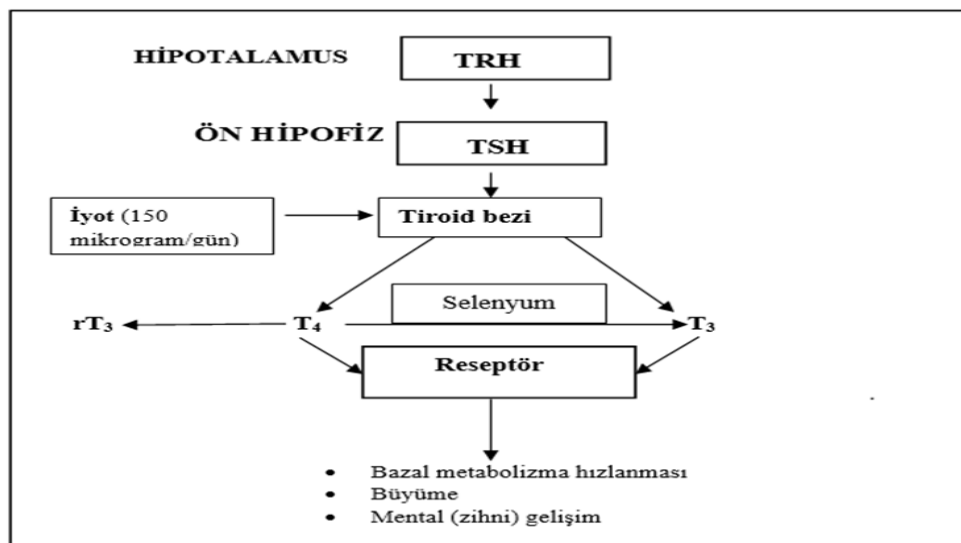 HİPOTALAMUS
TRH
ÖN HİPOFİZ
TSH
İyot (150
mikrogram/gün)
Tiroid bezi
Selenyum
rT₃
T₄
T₃
Reseptör
• Bazal metabolizma hızlanması
• Büyüme
• Mental (zihni) gelişim